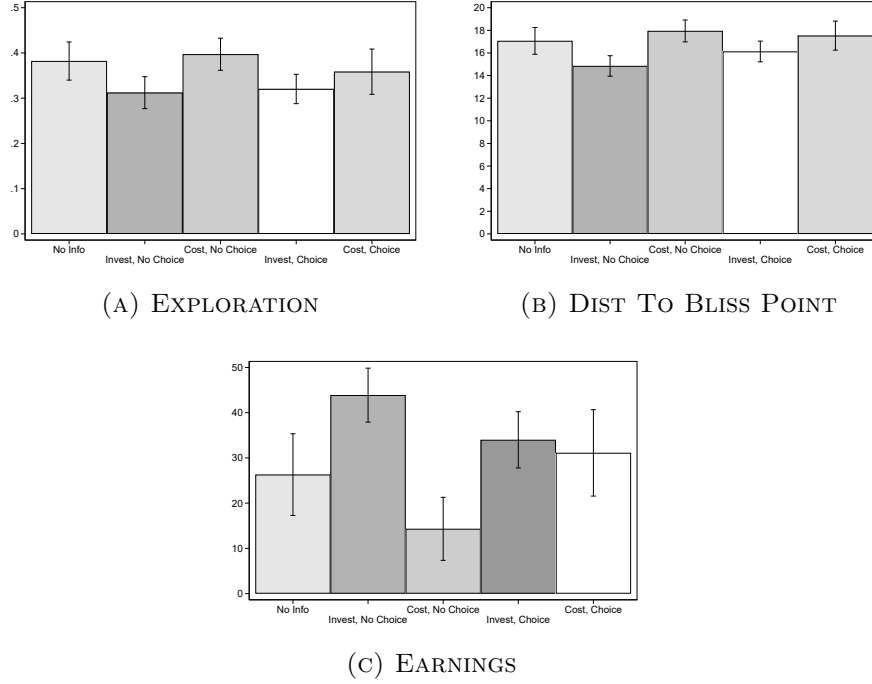 .5
.4
.3
.2
.1
0
No Info
Invest, No Choice
Cost, No Choice
Invest, Choice
Cost, Choice
(A) EXPLORATION
20
18
16
14
12
10
8
6
4
2
0
No Info
Invest, No Choice
Cost, No Choice
Invest, Choice
Cost, Choice
(B) DIST TO BLISS POINT
50
40
30
20
10
0
No Info
Invest, No Choice
Cost, No Choice
Invest, Choice
Cost, Choice
(C) EARNINGS